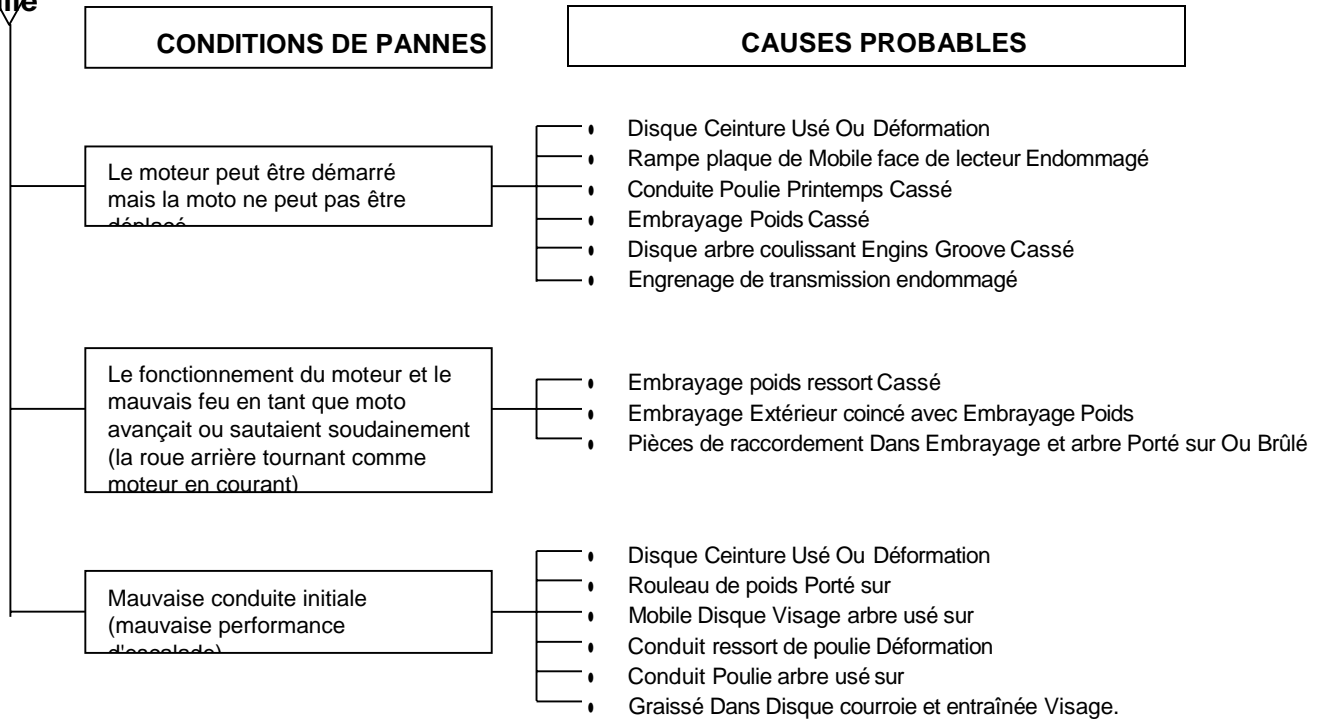 CONDITIONS DE PANNES
CAUSES PROBABLES
Le moteur peut être démarré
mais la moto ne peut pas être
déplacé
• Disque Ceinture Usé Ou Déformation
• Rampe plaque de Mobile face de lecteur Endommagé
• Conduite Poulie Printemps Cassé
• Embrayage Poids Cassé
• Disque arbre coulissant Engins Groove Cassé
• Engrenage de transmission endommagé
Le fonctionnement du moteur et le
mauvais feu en tant que moto
avançait ou sautaient soudainement
(la roue arrière tournant comme
moteur en courant)
• Embrayage poids ressort Cassé
• Embrayage Extérieur coincé avec Embrayage Poids
• Pièces de raccordement Dans Embrayage et arbre Porté sur Ou Brûlé
Mauvaise conduite initiale
(mauvaise performance
d'escalade)
• Disque Ceinture Usé Ou Déformation
• Rouleau de poids Porté sur
• Mobile Disque Visage arbre usé sur
• Conduit ressort de poulie Déformation
• Conduit Poulie arbre usé sur
• Graissé Dans Disque courroie et entraînée Visage.